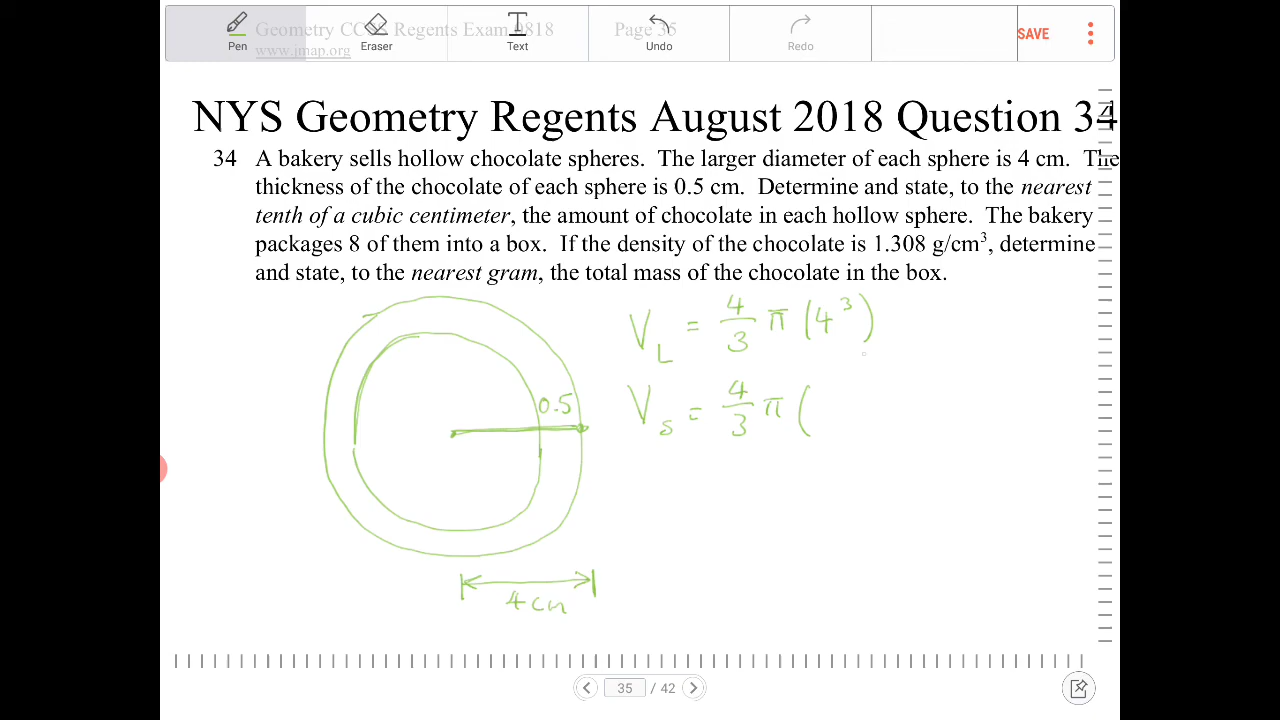 Geometry CCSS Regents Exam 0818 Page 35
www.jmap.org
Pen Eraser Text Undo Redo SAVE
NYS Geometry Regents August 2018 Question 34
34 A bakery sells hollow chocolate spheres. The larger diameter of each sphere is 4 cm. The
thickness of the chocolate of each sphere is 0.5 cm. Determine and state, to the nearest
tenth of a cubic centimeter, the amount of chocolate in each hollow sphere. The bakery
packages 8 of them into a box. If the density of the chocolate is 1.308 g/cm³, determine
and state, to the nearest gram, the total mass of the chocolate in the box.
V_L = 4/3 π (4³)
V_S = 4/3 π (
0.5
4 cm
35 / 42